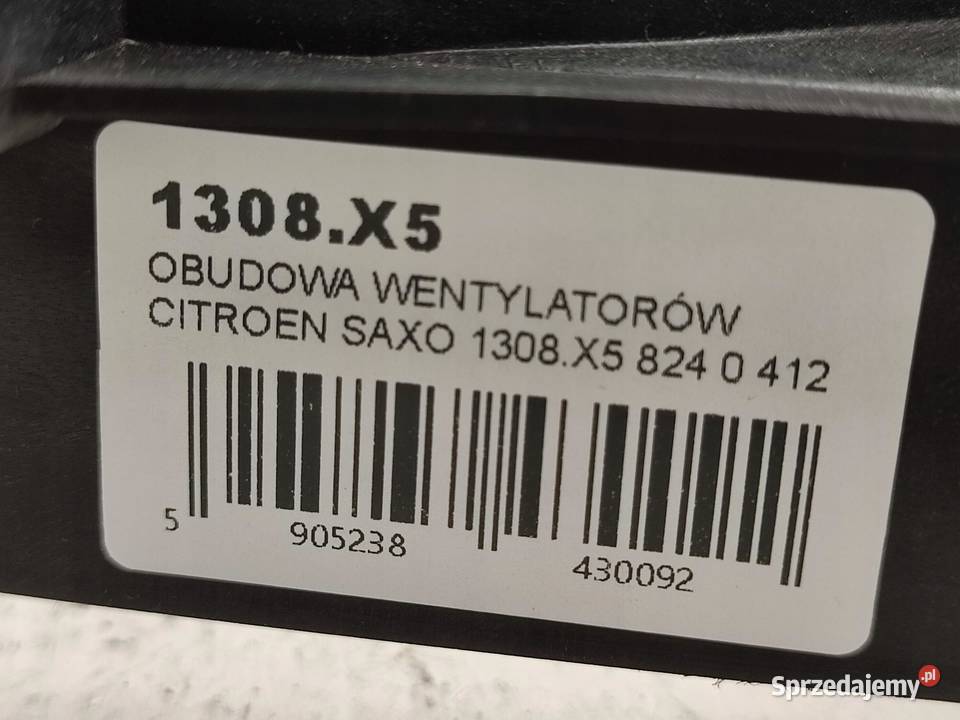 1308.X5
OBUDOWA WENTYLATORÓW
CITROEN SAXO 1308.X5 824 0 412
5 905238 430092
Sprzedajemy.pl